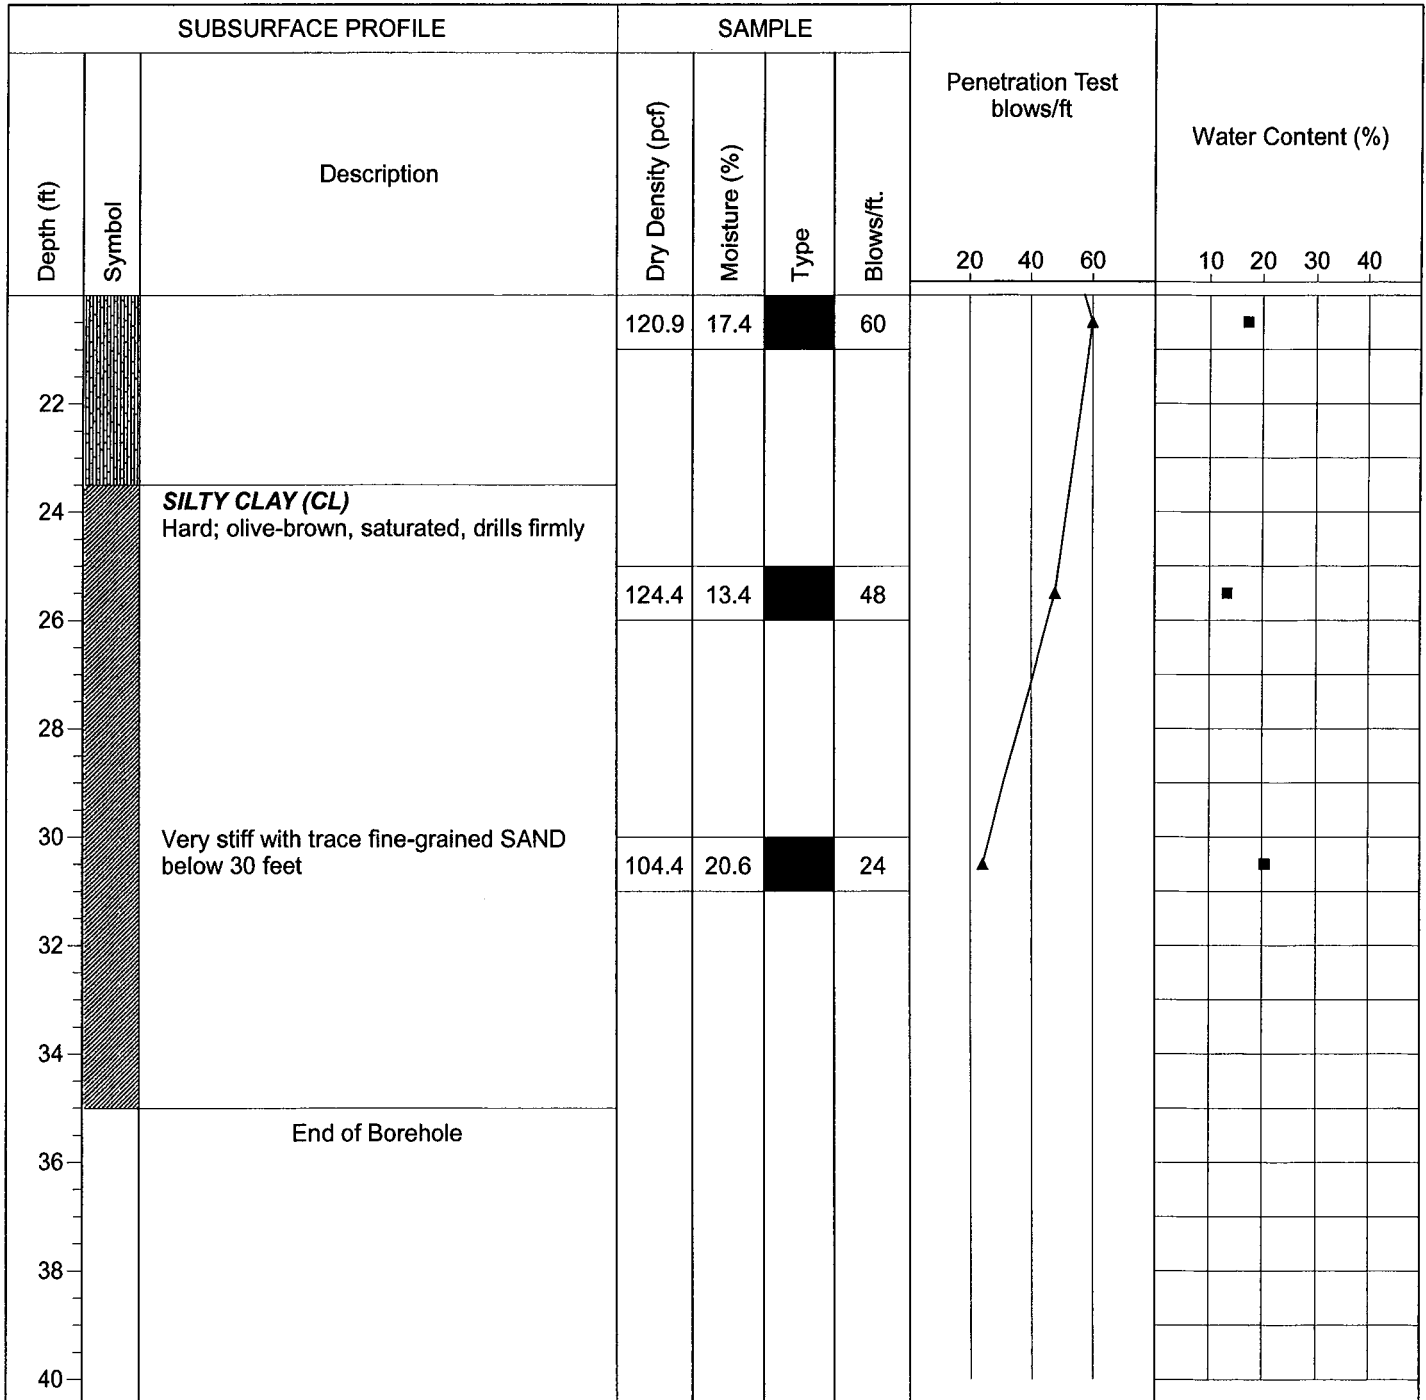 SUBSURFACE PROFILE
SAMPLE
Penetration Test
blows/ft
Water Content (%)
Depth (ft)
Symbol
Description
Dry Density (pcf)
Moisture (%)
Type
Blows/ft.
20 40 60
10 20 30 40
120.9 17.4 60
22
24
SILTY CLAY (CL)
Hard; olive-brown, saturated, drills firmly
124.4 13.4 48
26
28
30
Very stiff with trace fine-grained SAND
below 30 feet
104.4 20.6 24
32
34
End of Borehole
36
38
40